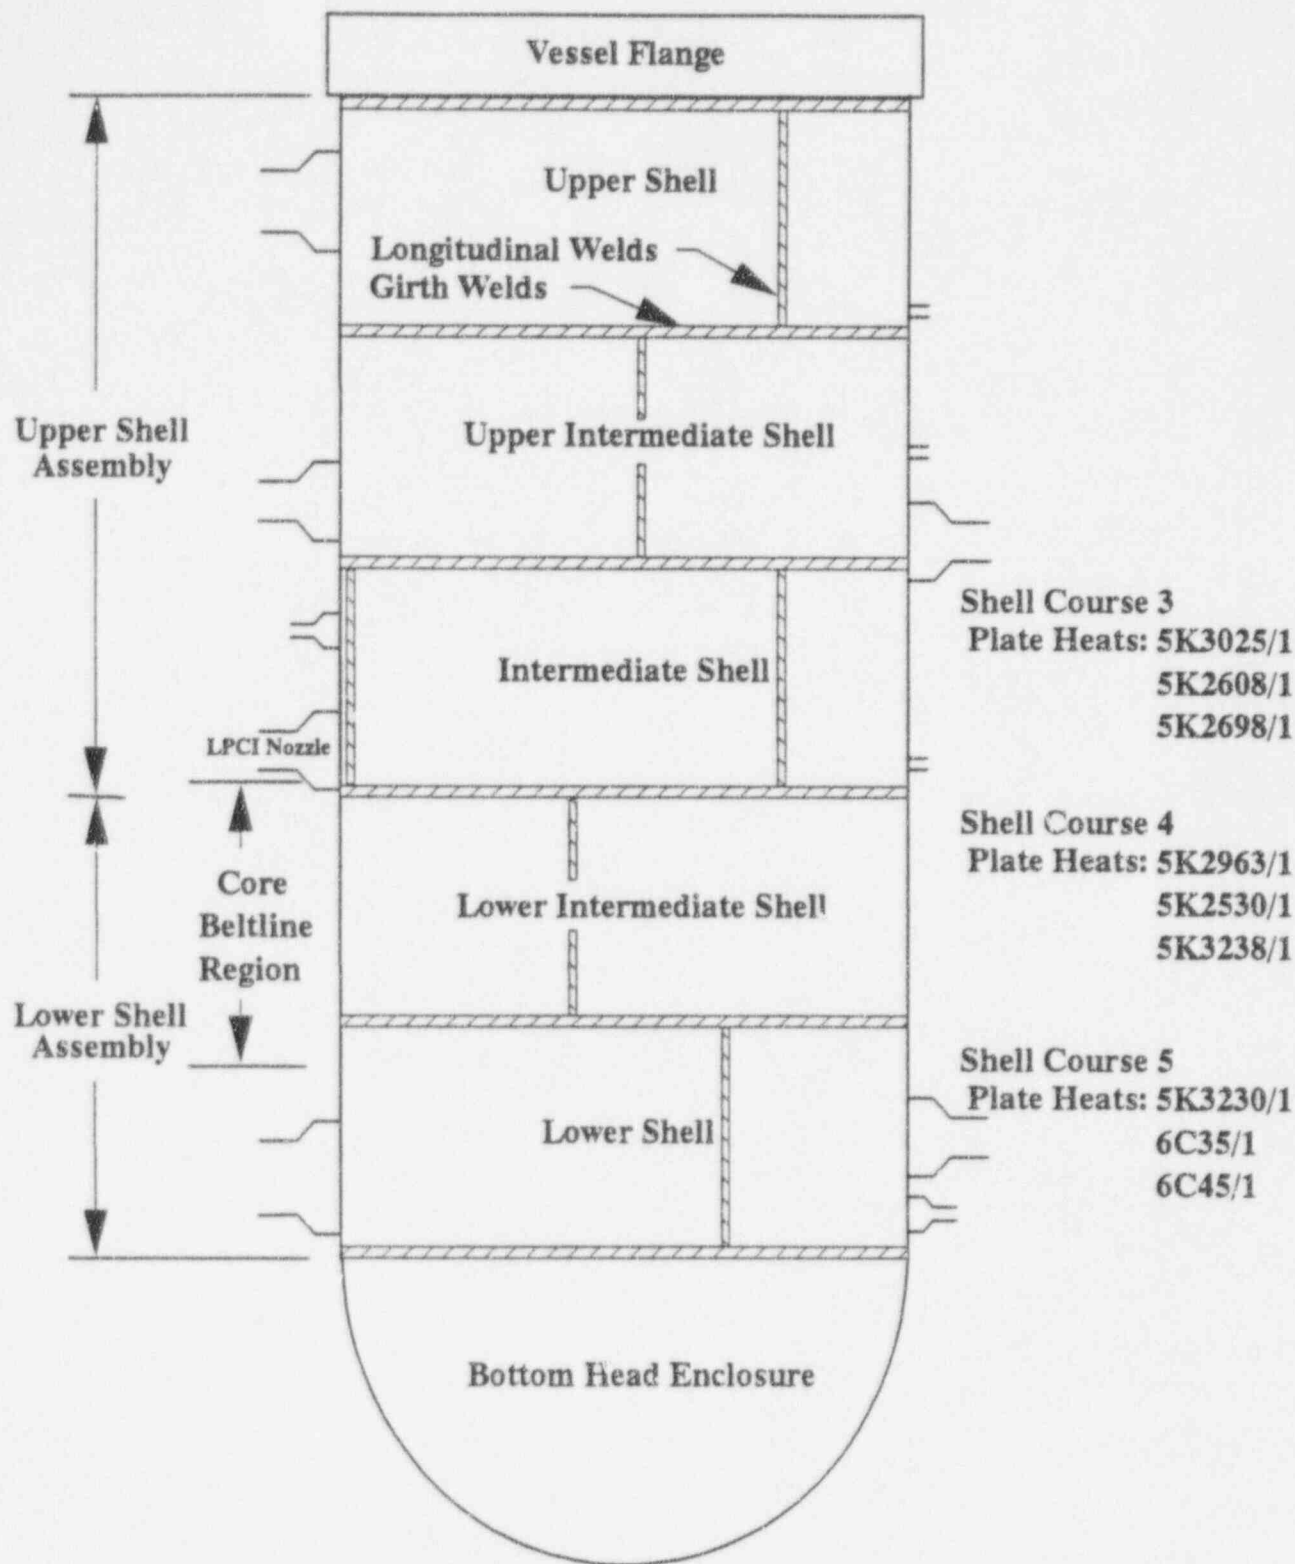 Vessel Flange
Upper Shell
Longitudinal Welds
Girth Welds
Upper Shell
Assembly
Upper Intermediate Shell
Shell Course 3
Plate Heats: 5K3025/1
5K2608/1
5K2698/1
Intermediate Shell
LPCI Nozzle
Shell Course 4
Plate Heats: 5K2963/1
5K2530/1
5K3238/1
Core
Beltline
Region
Lower Intermediate Shell
Lower Shell
Assembly
Shell Course 5
Plate Heats: 5K3230/1
6C35/1
6C45/1
Lower Shell
Bottom Head Enclosure